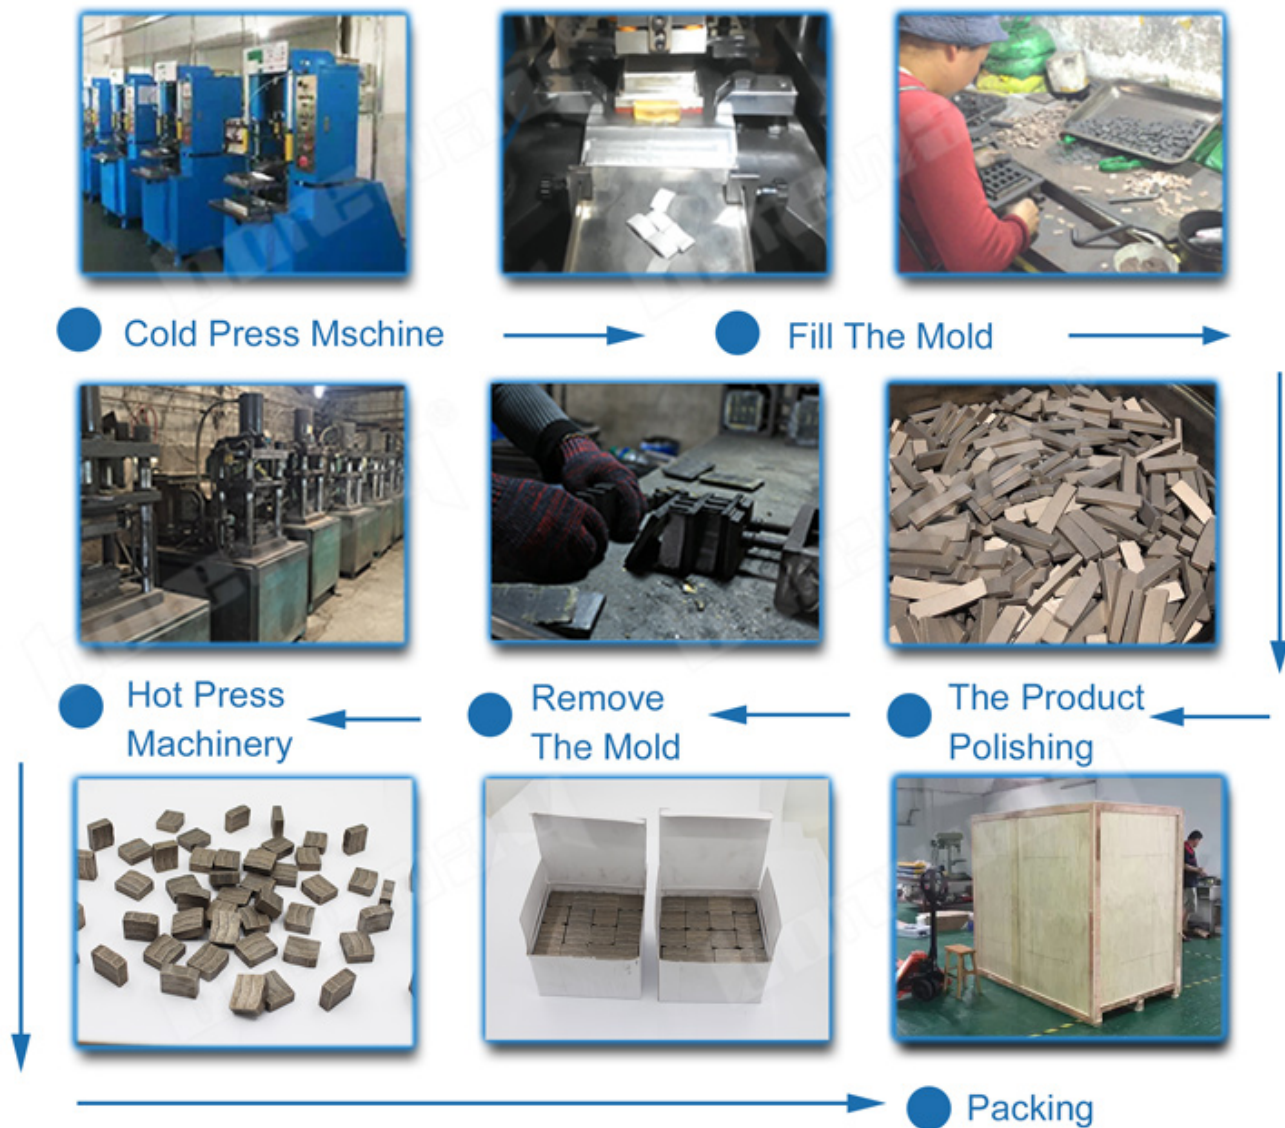 Cold Press Mschine
Fill The Mold
Hot Press
Machinery
Remove
The Mold
The Product
Polishing
Packing